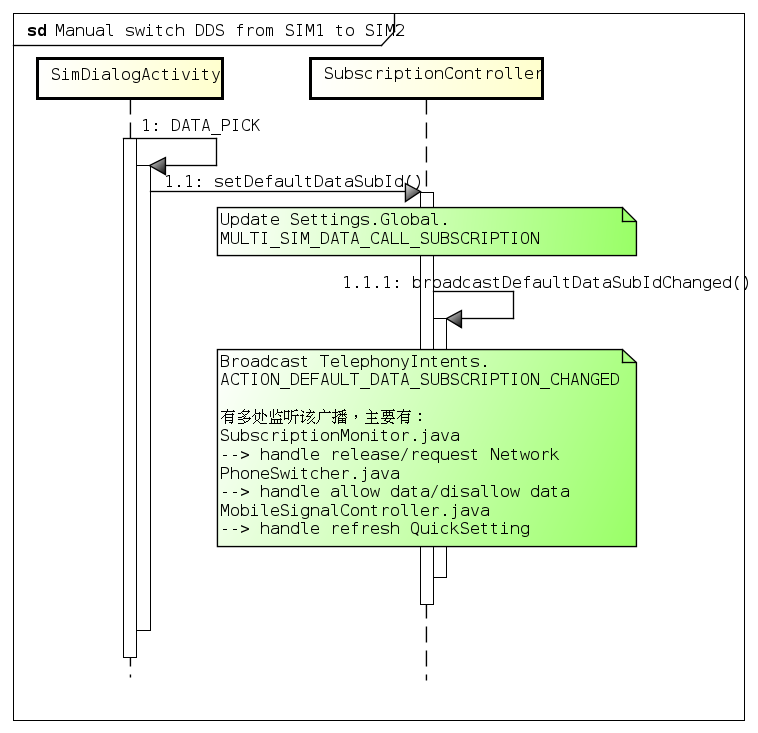 sd Manual switch DDS from SIM1 to SIM2
SimDialogActivity
SubscriptionController
1: DATA_PICK
1.1: setDefaultDataSubId()
Update Settings.Global.
MULTI_SIM_DATA_CALL_SUBSCRIPTION
1.1.1: broadcastDefaultDataSubIdChanged()
Broadcast TelephonyIntents.
ACTION_DEFAULT_DATA_SUBSCRIPTION_CHANGED
有多处监听该广播，主要有：
SubscriptionMonitor.java
--> handle release/request Network
PhoneSwitcher.java
--> handle allow data/disallow data
MobileSignalController.java
--> handle refresh QuickSetting